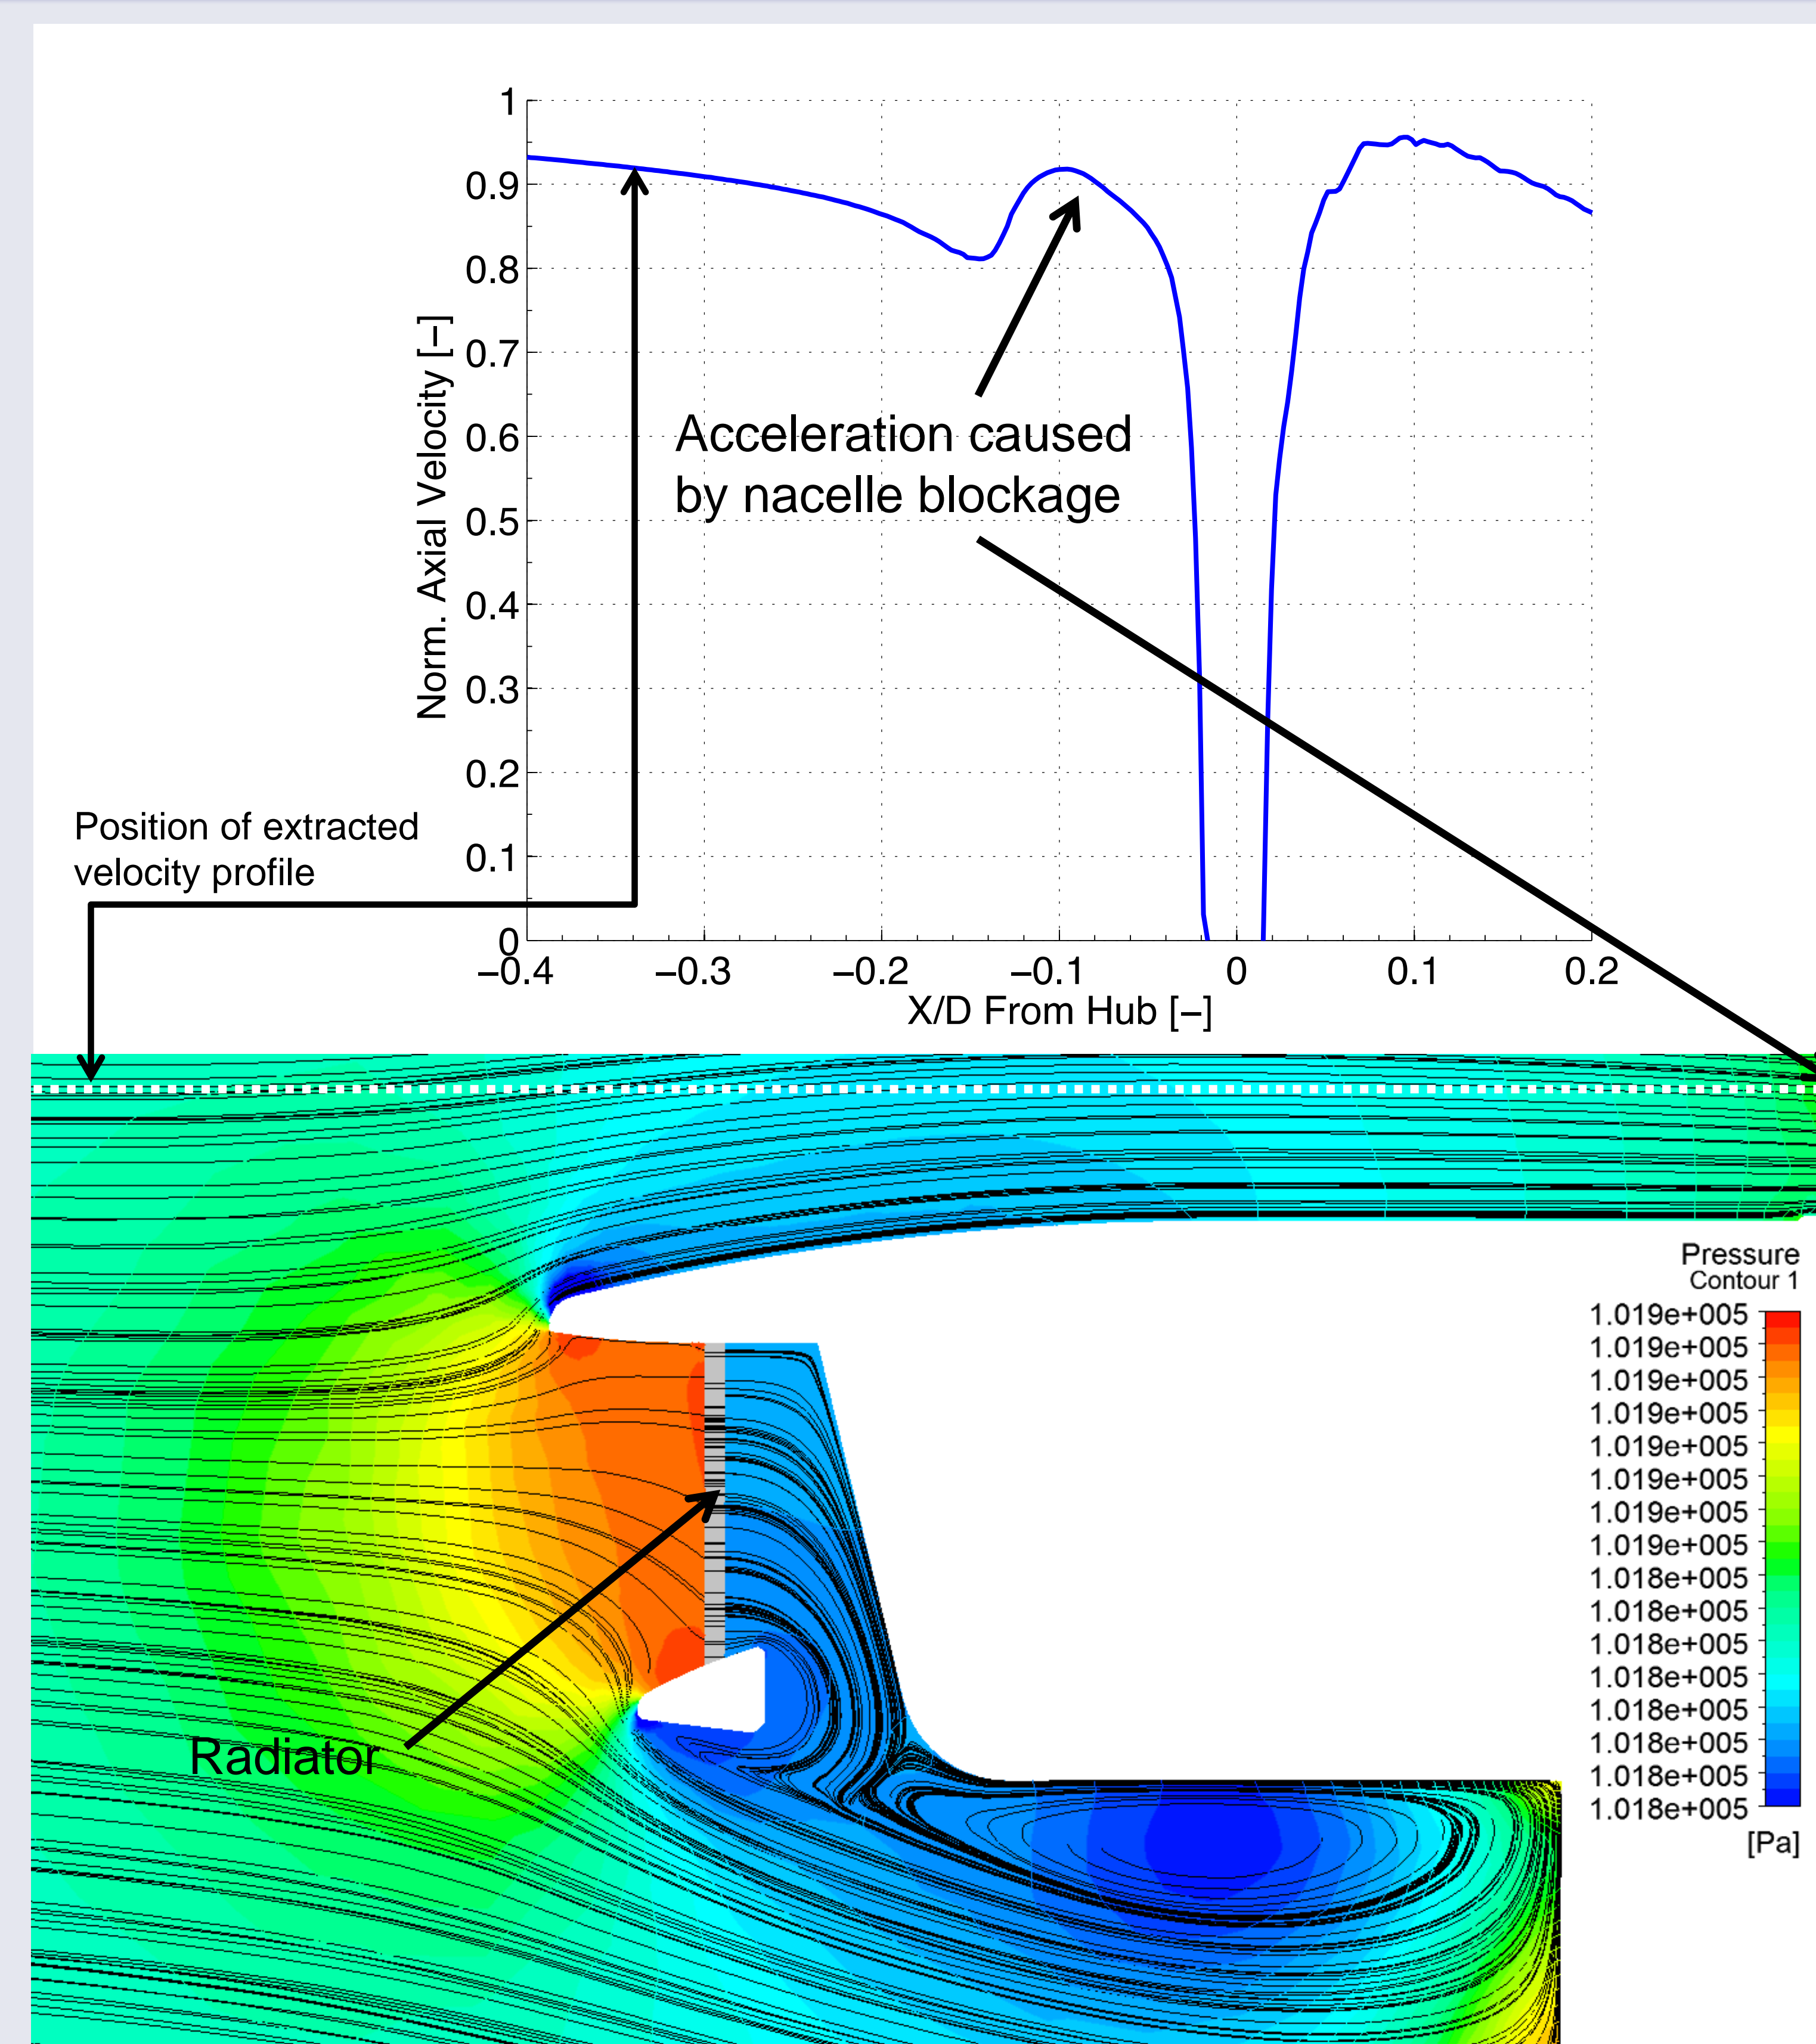 1
0.9
0.8
0.7
0.6
0.5
0.4
0.3
0.2
0.1
0
Norm. Axial Velocity [–]
Acceleration caused
by nacelle blockage
Position of extracted
velocity profile
–0.4
–0.3
–0.2
–0.1
0
0.1
0.2
X/D From Hub [–]
Pressure
Contour 1
1.019e+005
1.019e+005
1.019e+005
1.019e+005
1.019e+005
1.019e+005
1.019e+005
1.019e+005
1.018e+005
1.018e+005
1.018e+005
1.018e+005
1.018e+005
1.018e+005
1.018e+005
1.018e+005
[Pa]
Radiator